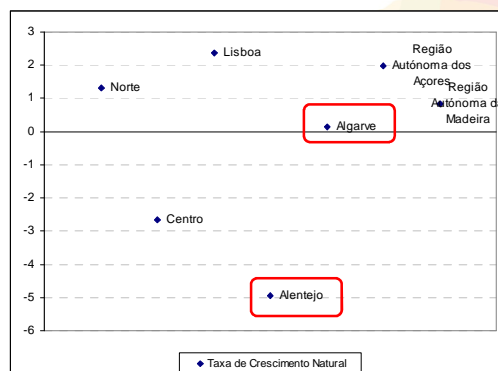 3
2
1
0
-1
-2
-3
-4
-5
-6
Lisboa
Região
Autónoma dos
Açores
Norte
Região
Autónoma da
Madeira
Algarve
Centro
Alentejo
Taxa de Crescimento Natural